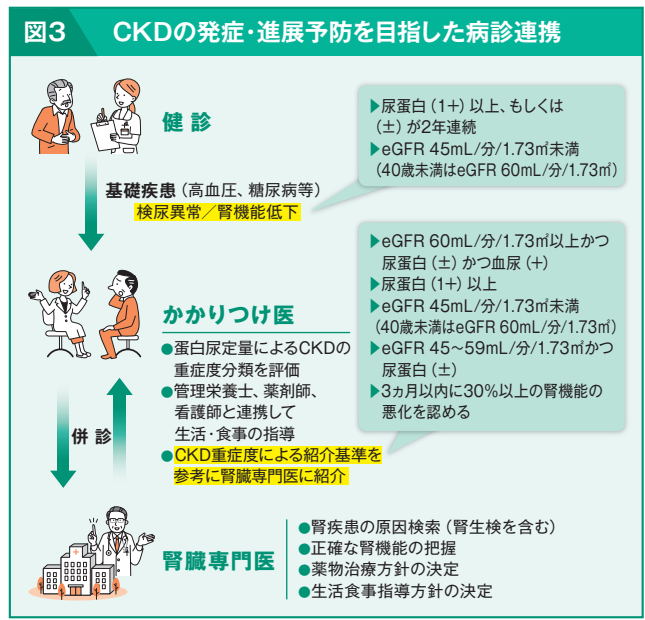 図3 CKDの発症・進展予防を目指した病診連携
健診
▶尿蛋白（1+）以上、もしくは
（±）が2年連続
▶eGFR 45mL/分/1.73㎡未満
（40歳未満はeGFR 60mL/分/1.73㎡）
基礎疾患（高血圧、糖尿病等）
検尿異常／腎機能低下
▶eGFR 60mL/分/1.73㎡以上かつ
尿蛋白（±）かつ血尿（+）
▶尿蛋白（1+）以上
▶eGFR 45mL/分/1.73㎡未満
（40歳未満はeGFR 60mL/分/1.73㎡）
▶eGFR 45～59mL/分/1.73㎡かつ
尿蛋白（±）
▶3ヵ月以内に30％以上の腎機能の
悪化を認める
かかりつけ医
●蛋白尿定量によるCKDの
重症度分類を評価
●管理栄養士、薬剤師、
看護師と連携して
生活・食事の指導
●CKD重症度による紹介基準を
参考に腎臓専門医に紹介
併診
腎臓専門医
●腎疾患の原因検索（腎生検を含む）
●正確な腎機能の把握
●薬物治療方針の決定
●生活食事指導方針の決定